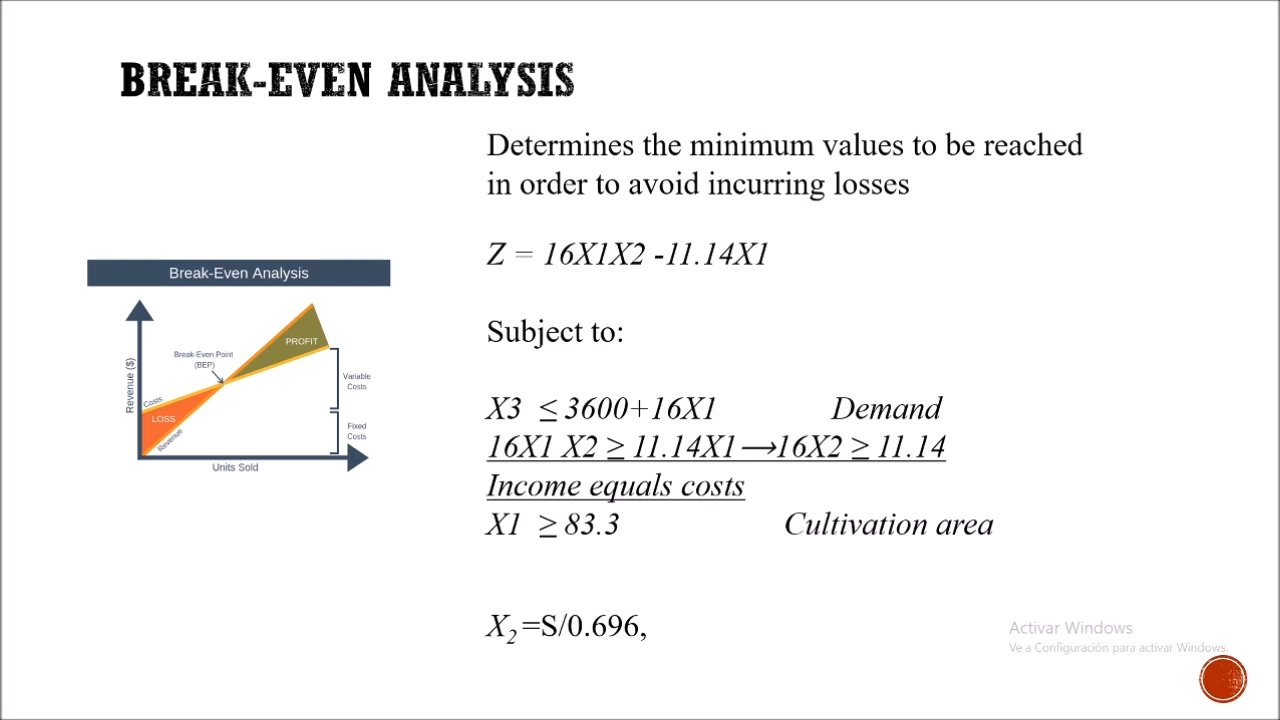 BREAK-EVEN ANALYSIS
Determines the minimum values to be reached
in order to avoid incurring losses
Z = 16X1X2 -11.14X1
Subject to:
X3 ≤ 3600+16X1 Demand
16X1 X2 ≥ 11.14X1→16X2 ≥ 11.14
Income equals costs
X1 ≥ 83.3 Cultivation area
X₂=S/0.696,
Break-Even Analysis
Revenue ($)
Break-Even Point
(BEP)
PROFIT
Costs
LOSS
Revenue
Variable
Costs
Fixed
Costs
Units Sold
Activar Windows
Ve a Configuración para activar Windows.